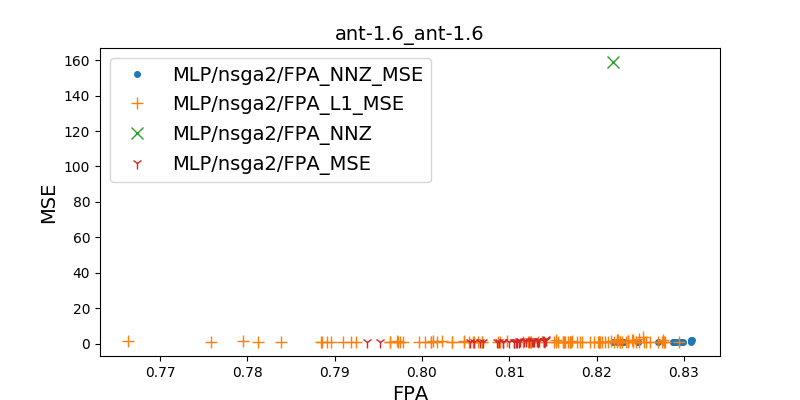 ant-1.6_ant-1.6
MSE
160
140
120
100
80
60
40
20
0
MLP/nsga2/FPA_NNZ_MSE
MLP/nsga2/FPA_L1_MSE
MLP/nsga2/FPA_NNZ
MLP/nsga2/FPA_MSE
0.77 0.78 0.79 0.80 0.81 0.82 0.83
FPA